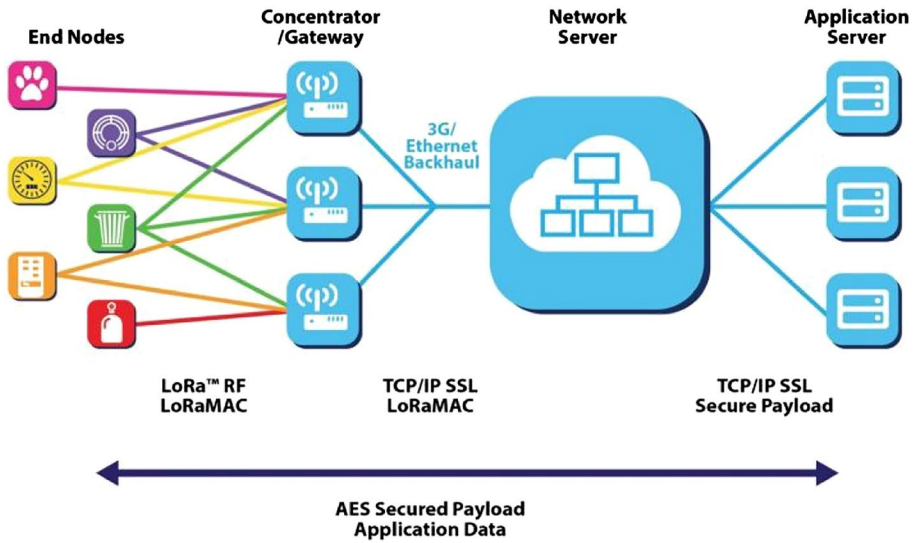 End Nodes
Concentrator
/Gateway
Network
Server
Application
Server
3G/
Ethernet
Backhaul
LoRa™ RF
LoRaMAC
TCP/IP SSL
LoRaMAC
TCP/IP SSL
Secure Payload
AES Secured Payload
Application Data